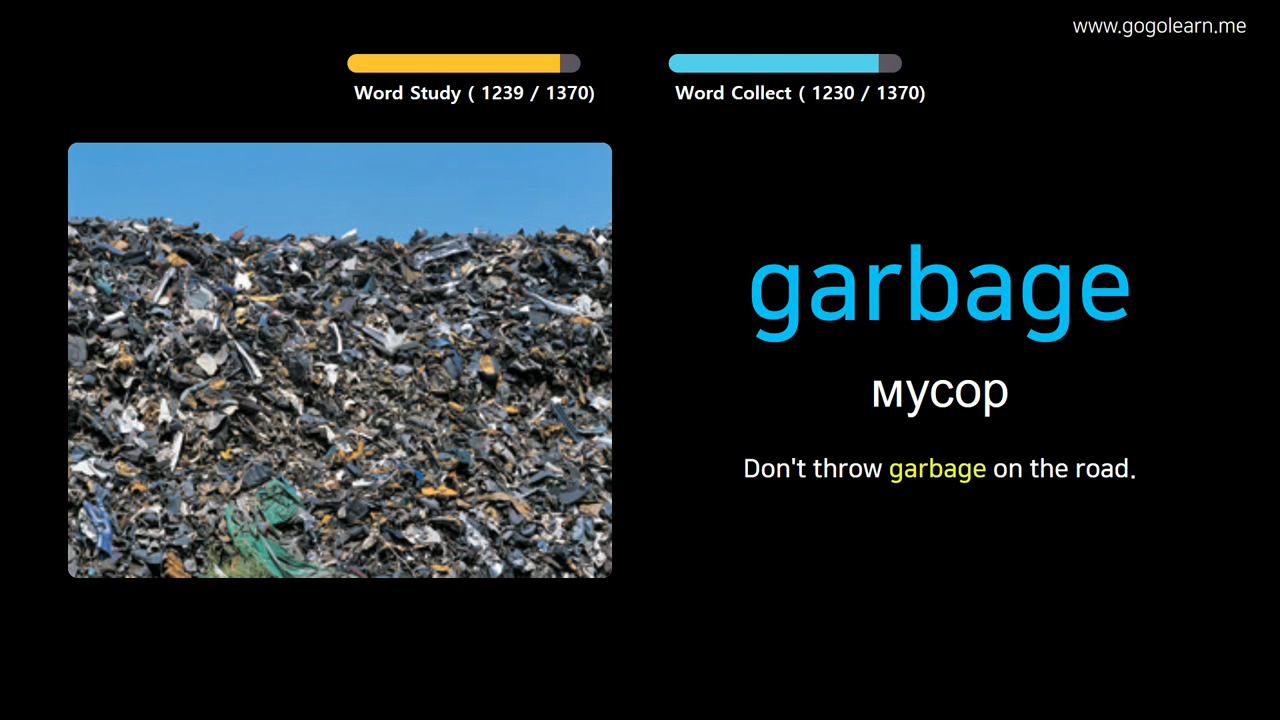 www.gogolearn.me
Word Study ( 1239 / 1370)
Word Collect ( 1230 / 1370)
garbage
мусор
Don't throw garbage on the road.